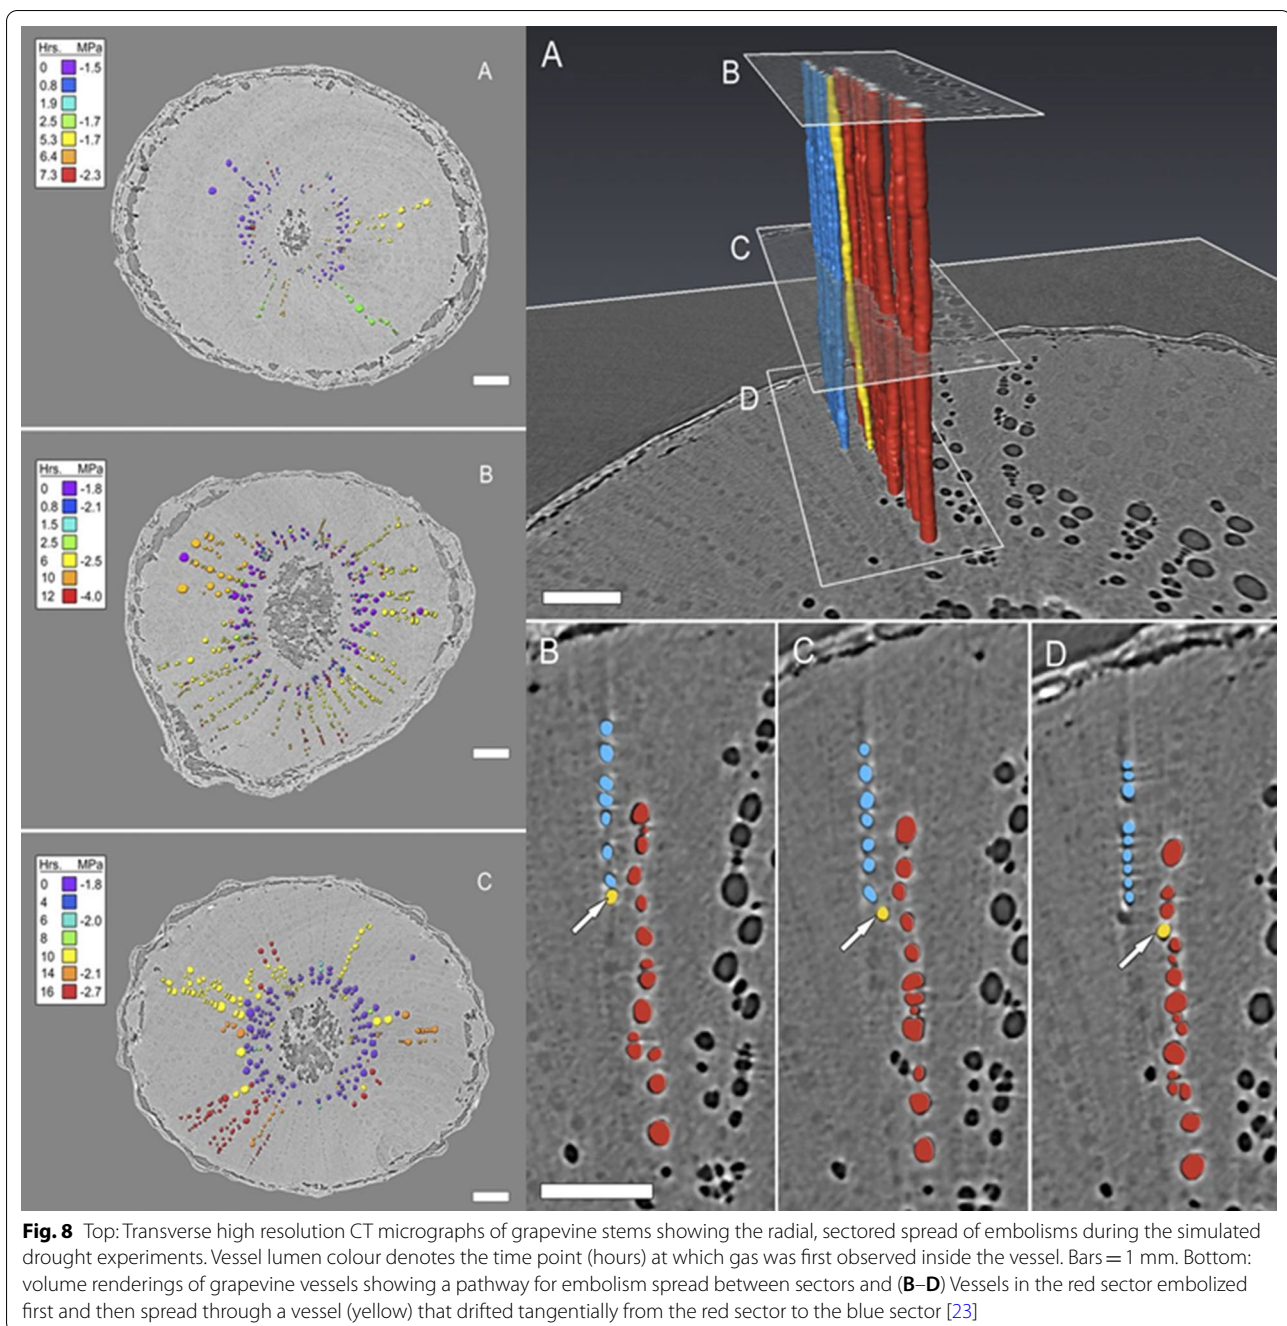 Hrs. MPa
0 -1.5
0.8
1.9
2.5 -1.7
5.3 -1.7
6.4
7.3 -2.3
A
Hrs. MPa
0 -1.8
0.8 -2.1
1.5
2.5
6 -2.5
10
12 -4.0
B
Hrs. MPa
0 -1.8
4
6 -2.0
8
10
14 -2.1
16 -2.7
C
A
B
C
D
B
C
D
Fig. 8 Top: Transverse high resolution CT micrographs of grapevine stems showing the radial, sectored spread of embolisms during the simulated
drought experiments. Vessel lumen colour denotes the time point (hours) at which gas was first observed inside the vessel. Bars = 1 mm. Bottom:
volume renderings of grapevine vessels showing a pathway for embolism spread between sectors and (B–D) Vessels in the red sector embolized
first and then spread through a vessel (yellow) that drifted tangentially from the red sector to the blue sector [23]